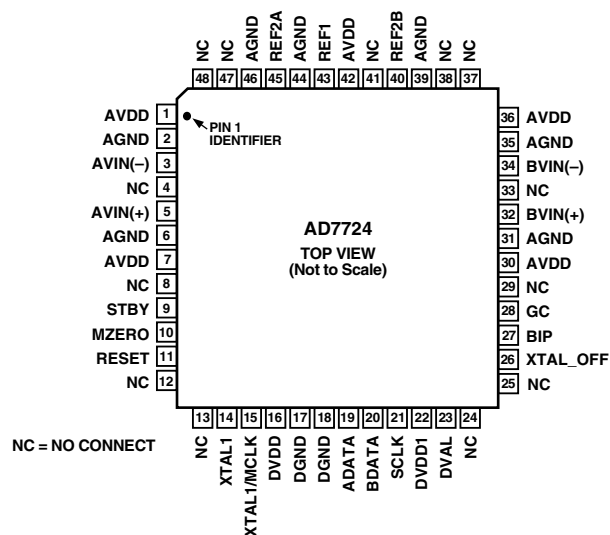 NC
NC
AGND
REF2A
AGND
REF1
AVDD
NC
REF2B
AGND
NC
NC
48 47 46 45 44 43 42 41 40 39 38 37
AVDD 1
AGND 2
AVIN(–) 3
NC 4
AVIN(+) 5
AGND 6
AVDD 7
NC 8
STBY 9
MZERO 10
RESET 11
NC 12
PIN 1
IDENTIFIER
AD7724
TOP VIEW
(Not to Scale)
36 AVDD
35 AGND
34 BVIN(–)
33 NC
32 BVIN(+)
31 AGND
30 AVDD
29 NC
28 GC
27 BIP
26 XTAL_OFF
25 NC
13 14 15 16 17 18 19 20 21 22 23 24
NC
XTAL1
XTAL1/MCLK
DVDD
DGND
DGND
ADATA
BDATA
SCLK
DVDD1
DVAL
NC
NC = NO CONNECT